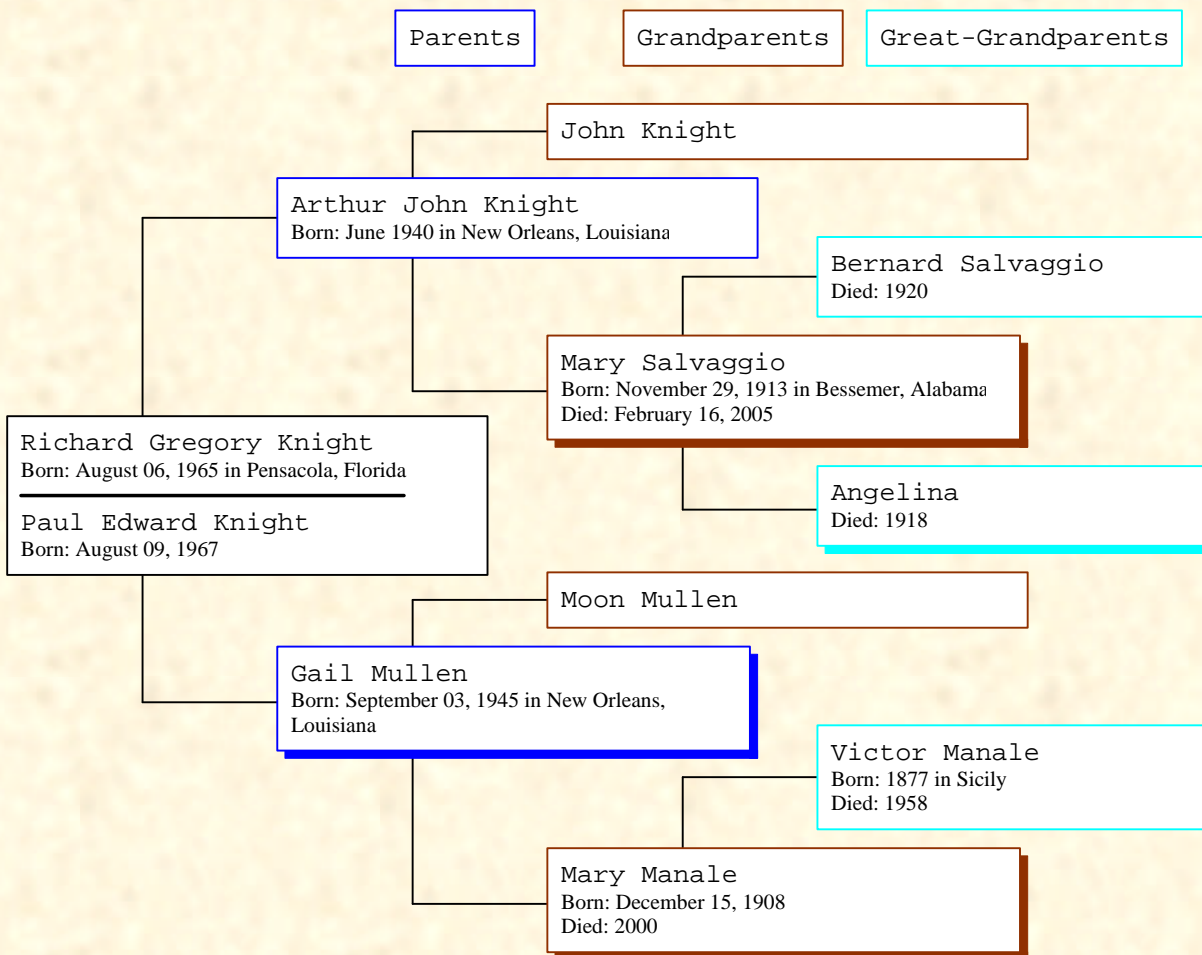 Parents
Grandparents
Great-Grandparents
John Knight
Arthur John Knight
Born: June 1940 in New Orleans, Louisiana
Bernard Salvaggio
Died: 1920
Mary Salvaggio
Born: November 29, 1913 in Bessemer, Alabama
Died: February 16, 2005
Richard Gregory Knight
Born: August 06, 1965 in Pensacola, Florida
Paul Edward Knight
Born: August 09, 1967
Angelina
Died: 1918
Moon Mullen
Gail Mullen
Born: September 03, 1945 in New Orleans,
Louisiana
Victor Manale
Born: 1877 in Sicily
Died: 1958
Mary Manale
Born: December 15, 1908
Died: 2000